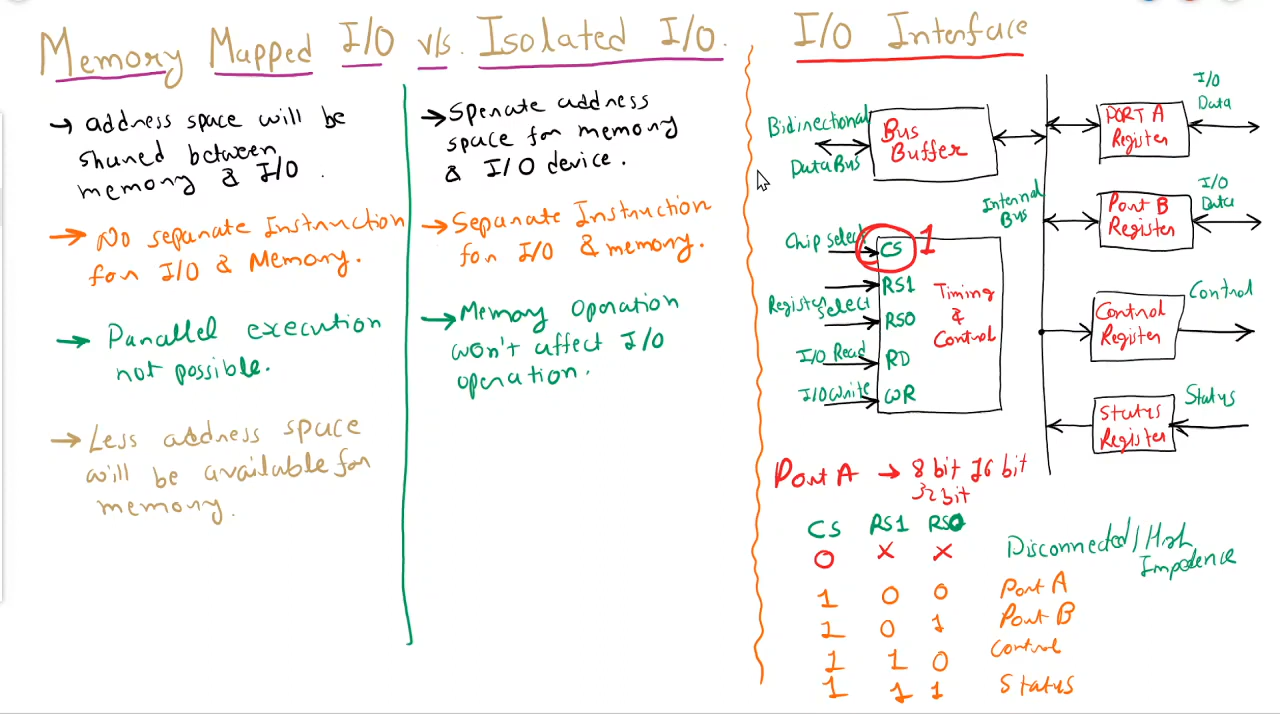 Memory Mapped I/O v/s. Isolated I/O.
→ address space will be
shared between
memory & I/O .
→ No separate Instruction
for I/O & Memory.
→ Parallel execution
not possible.
→ Less address space
will be available for
memory.
→ Sperate address
space for memory
& I/O device.
→ Separate Instruction
for I/O & memory.
→ Memory Operation
won't affect I/O
operation.
I/O Interface
Bidirectional
Data Bus
Bus
Buffer
Internal
Bus
I/O
Data
PORT A
Register
I/O
Data
Port B
Register
Control
Control
Register
Status
Status
Register
Chip select
CS 1
RS1
Register select
RS0
I/O Read
RD
I/O Write
WR
Timing
&
Control
Port A → 8 bit 16 bit
32 bit
CS RS1 RS0
0 X X Disconnected/High
Impedence
1 0 0 Port A
1 0 1 Port B
1 1 0 Control
1 1 1 Status